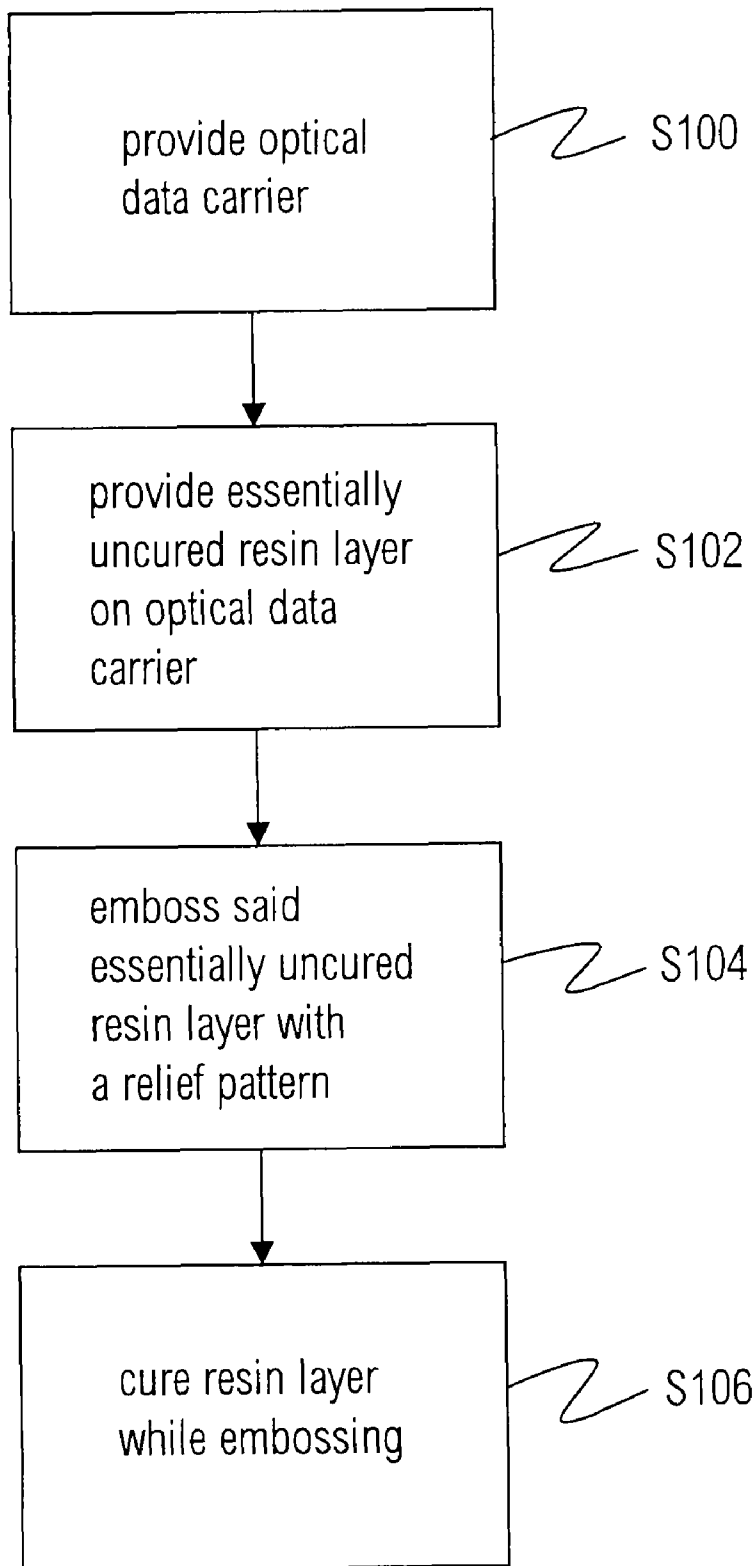 provide optical
data carrier
S100
provide essentially
uncured resin layer
on optical data
carrier
S102
emboss said
essentially uncured
resin layer with
a relief pattern
S104
cure resin layer
while embossing
S106